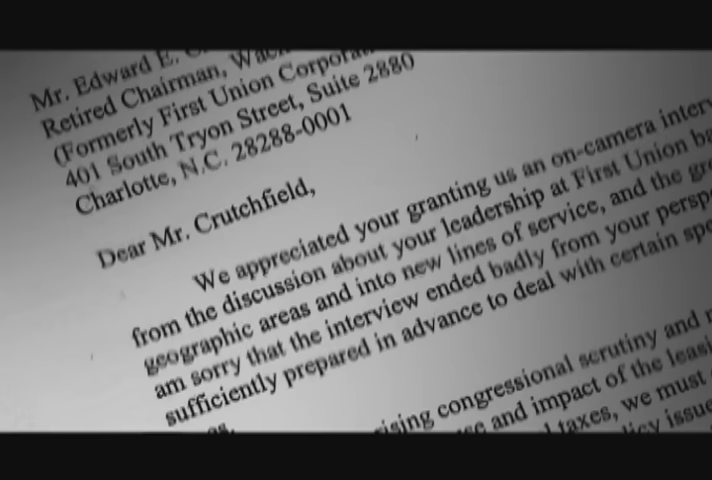 Mr. Edward E.
Retired Chairman,
(Formerly First Union
401 South Tryon Street, Suite 2880
Charlotte, N.C. 28288-0001
Dear Mr. Crutchfield,
We appreciated your granting us an on-camera
from the discussion about your leadership at First Union
geographic areas and into new lines of service, and the
am sorry that the interview ended badly from your
sufficiently prepared in advance to deal with certain
congressional scrutiny and
and impact of the
taxes, we must